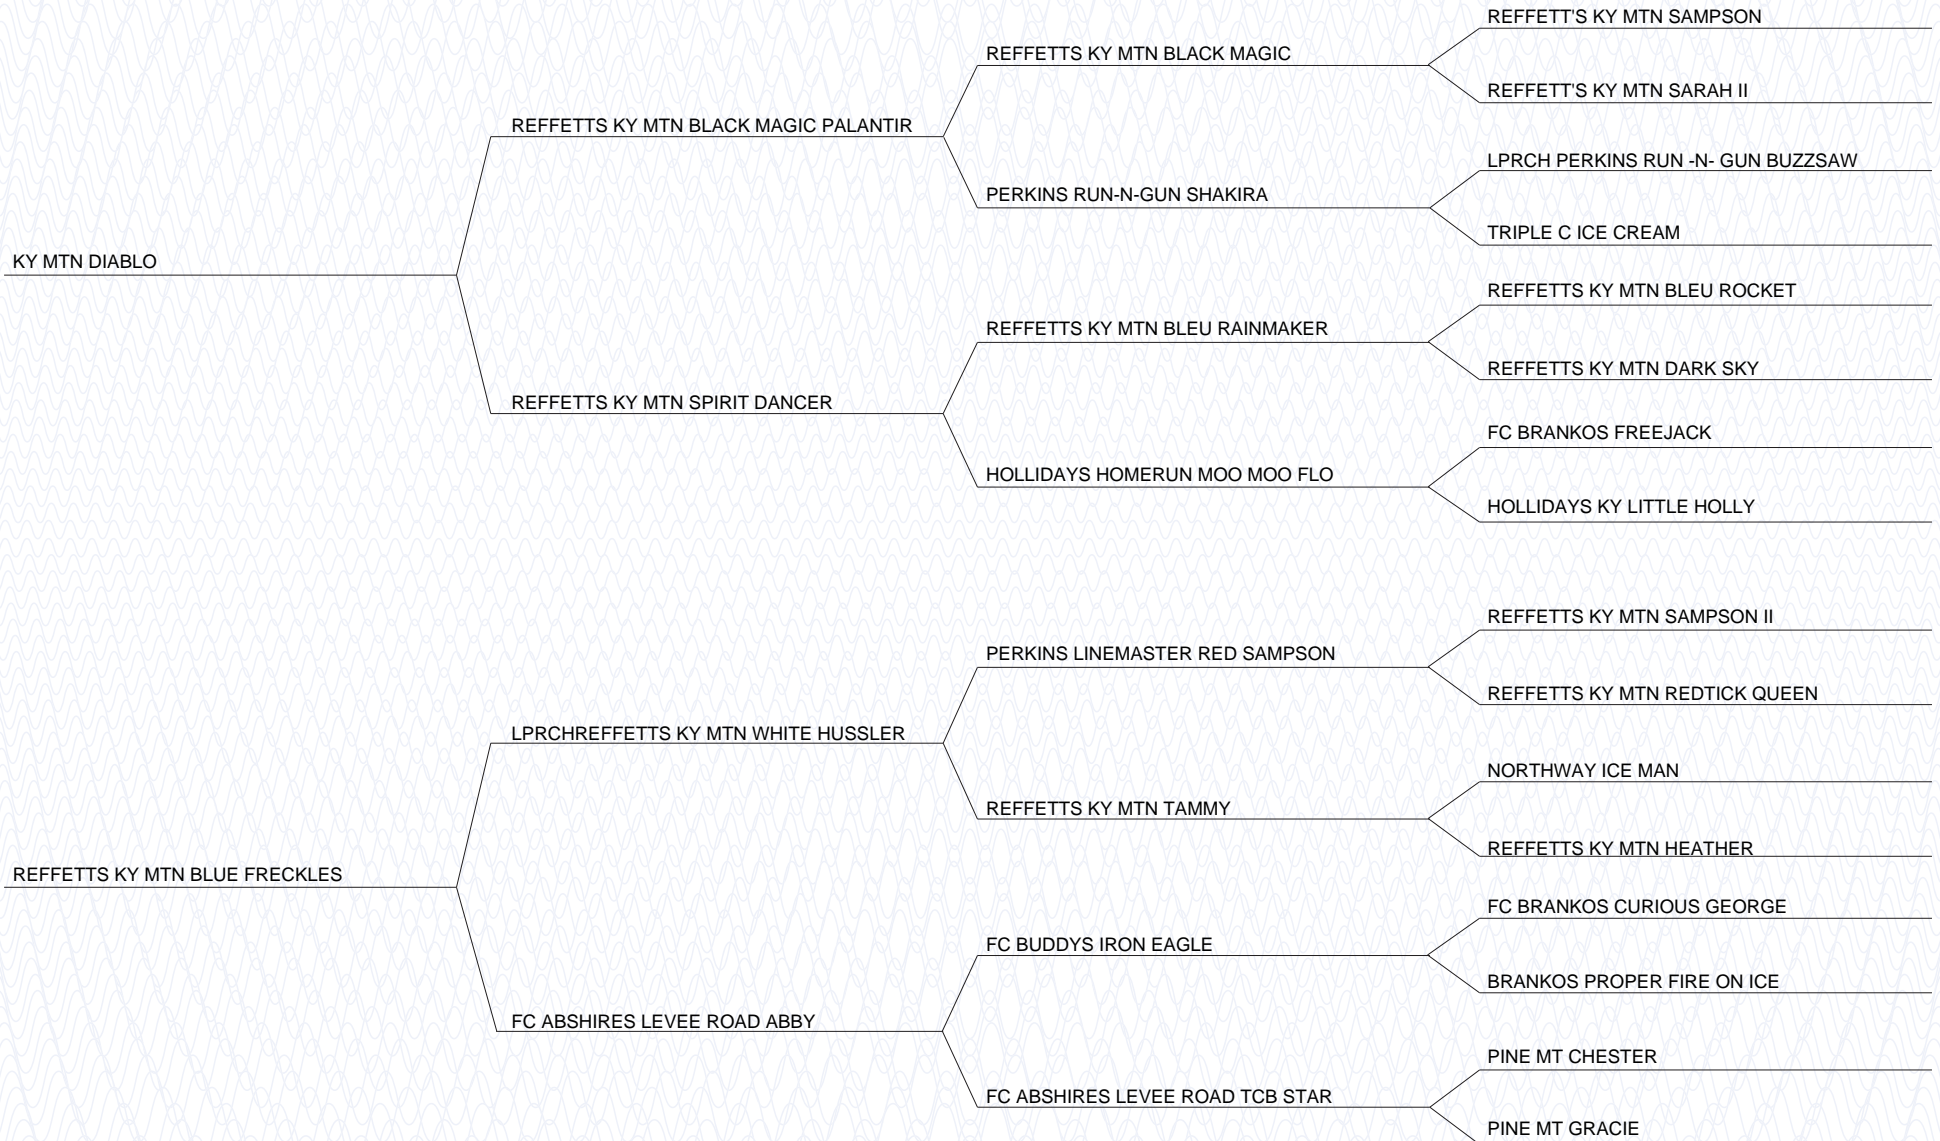 REFFETT'S KY MTN SAMPSON
REFFETTS KY MTN BLACK MAGIC
REFFETT'S KY MTN SARAH II
REFFETTS KY MTN BLACK MAGIC PALANTIR
LPRCH PERKINS RUN -N- GUN BUZZSAW
PERKINS RUN-N-GUN SHAKIRA
TRIPLE C ICE CREAM
KY MTN DIABLO
REFFETTS KY MTN BLEU ROCKET
REFFETTS KY MTN BLEU RAINMAKER
REFFETTS KY MTN DARK SKY
REFFETTS KY MTN SPIRIT DANCER
FC BRANKOS FREEJACK
HOLLIDAYS HOMERUN MOO MOO FLO
HOLLIDAYS KY LITTLE HOLLY
REFFETTS KY MTN SAMPSON II
PERKINS LINEMASTER RED SAMPSON
REFFETTS KY MTN REDTICK QUEEN
LPRCHREFFETTS KY MTN WHITE HUSSLER
NORTHWAY ICE MAN
REFFETTS KY MTN TAMMY
REFFETTS KY MTN HEATHER
REFFETTS KY MTN BLUE FRECKLES
FC BRANKOS CURIOUS GEORGE
FC BUDDYS IRON EAGLE
BRANKOS PROPER FIRE ON ICE
FC ABSHIRES LEVEE ROAD ABBY
PINE MT CHESTER
FC ABSHIRES LEVEE ROAD TCB STAR
PINE MT GRACIE